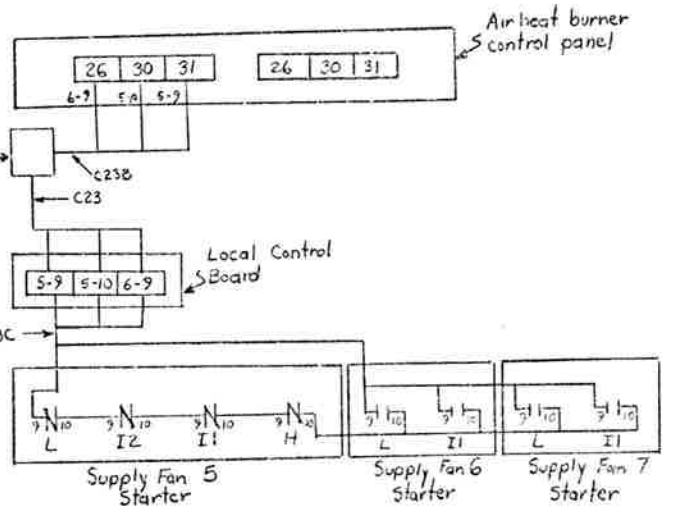 Air heat burner
control panel
26 30 31
26 30 31
6-9 5-9
C23B
C23
Local Control
Board
5-9 5-10 6-9
9 10 9 10 9 10 9 10
L I2 I1 H
9 10 9 10
L I1
9 10 9 10
L I1
Supply Fan 5
Starter
Supply Fan 6
Starter
Supply Fan 7
Starter